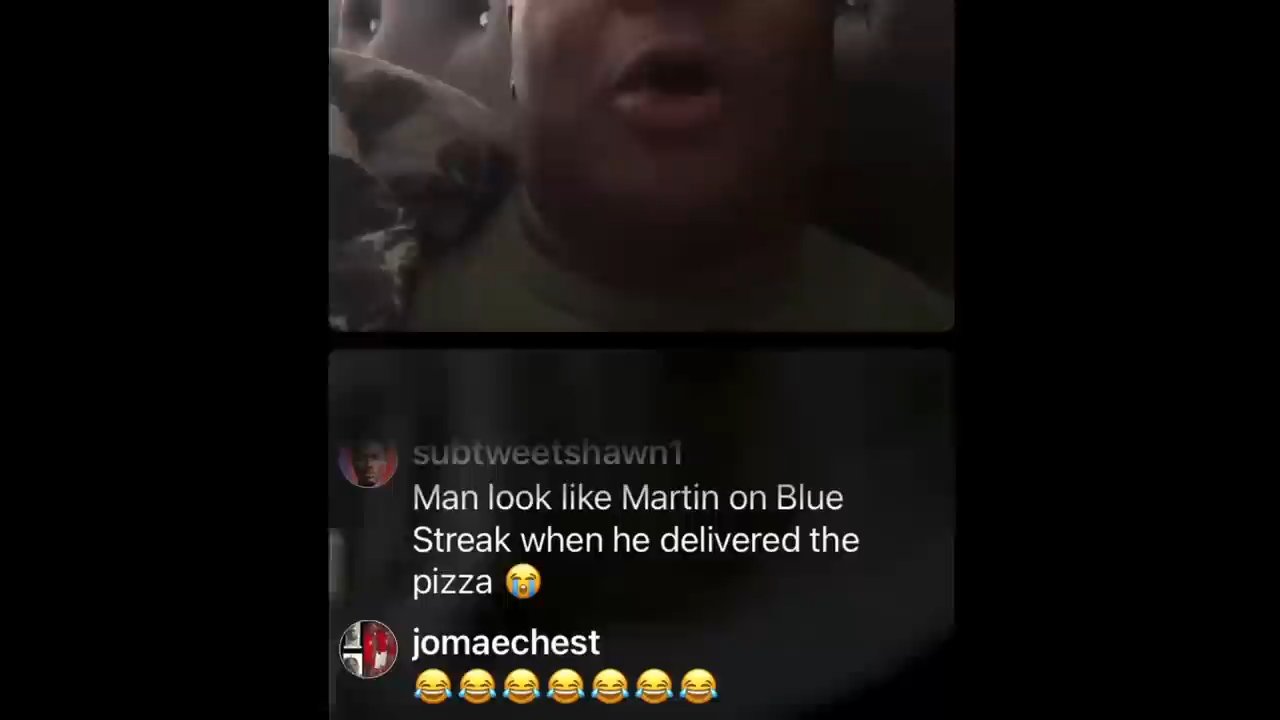 subtweetshawn1
Man look like Martin on Blue
Streak when he delivered the
pizza 😭
jomaechest
😂😂😂😂😂😂😂